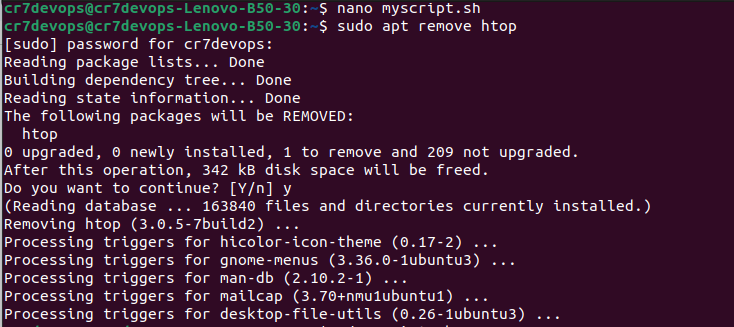 cr7devops@cr7devops-Lenovo-B50-30:~$ nano myscript.sh
cr7devops@cr7devops-Lenovo-B50-30:~$ sudo apt remove htop
[sudo] password for cr7devops:
Reading package lists... Done
Building dependency tree... Done
Reading state information... Done
The following packages will be REMOVED:
  htop
0 upgraded, 0 newly installed, 1 to remove and 209 not upgraded.
After this operation, 342 kB disk space will be freed.
Do you want to continue? [Y/n] y
(Reading database ... 163840 files and directories currently installed.)
Removing htop (3.0.5-7build2) ...
Processing triggers for hicolor-icon-theme (0.17-2) ...
Processing triggers for gnome-menus (3.36.0-1ubuntu3) ...
Processing triggers for man-db (2.10.2-1) ...
Processing triggers for mailcap (3.70+nmu1ubuntu1) ...
Processing triggers for desktop-file-utils (0.26-1ubuntu3) ...